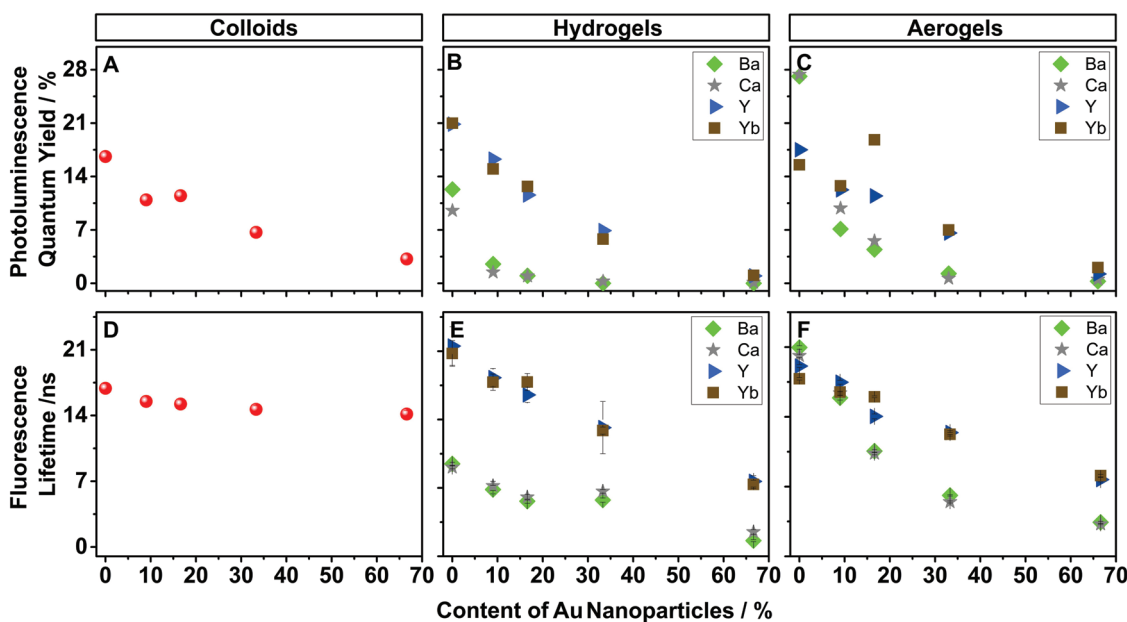 Colloids
Hydrogels
Aerogels
Photoluminescence
Quantum Yield / %
28
21
14
7
0
A
B
Ba
Ca
Y
Yb
C
Ba
Ca
Y
Yb
Fluorescence
Lifetime /ns
21
14
7
0
D
E
Ba
Ca
Y
Yb
F
Ba
Ca
Y
Yb
0 10 20 30 40 50 60 70
0 10 20 30 40 50 60 70
0 10 20 30 40 50 60 70
Content of Au Nanoparticles / %